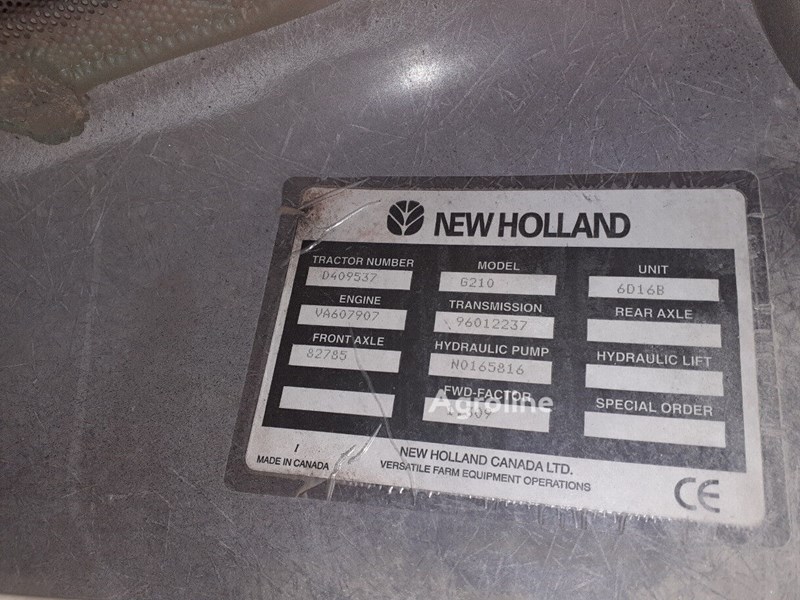 NEW HOLLAND
TRACTOR NUMBER MODEL UNIT
D409537 G210 6D16B
ENGINE TRANSMISSION REAR AXLE
VA607907 96012237
FRONT AXLE HYDRAULIC PUMP HYDRAULIC LIFT
82785 N0165816
FWD-FACTOR SPECIAL ORDER
Agroline
MADE IN CANADA
NEW HOLLAND CANADA LTD.
VERSATILE FARM EQUIPMENT OPERATIONS
CE